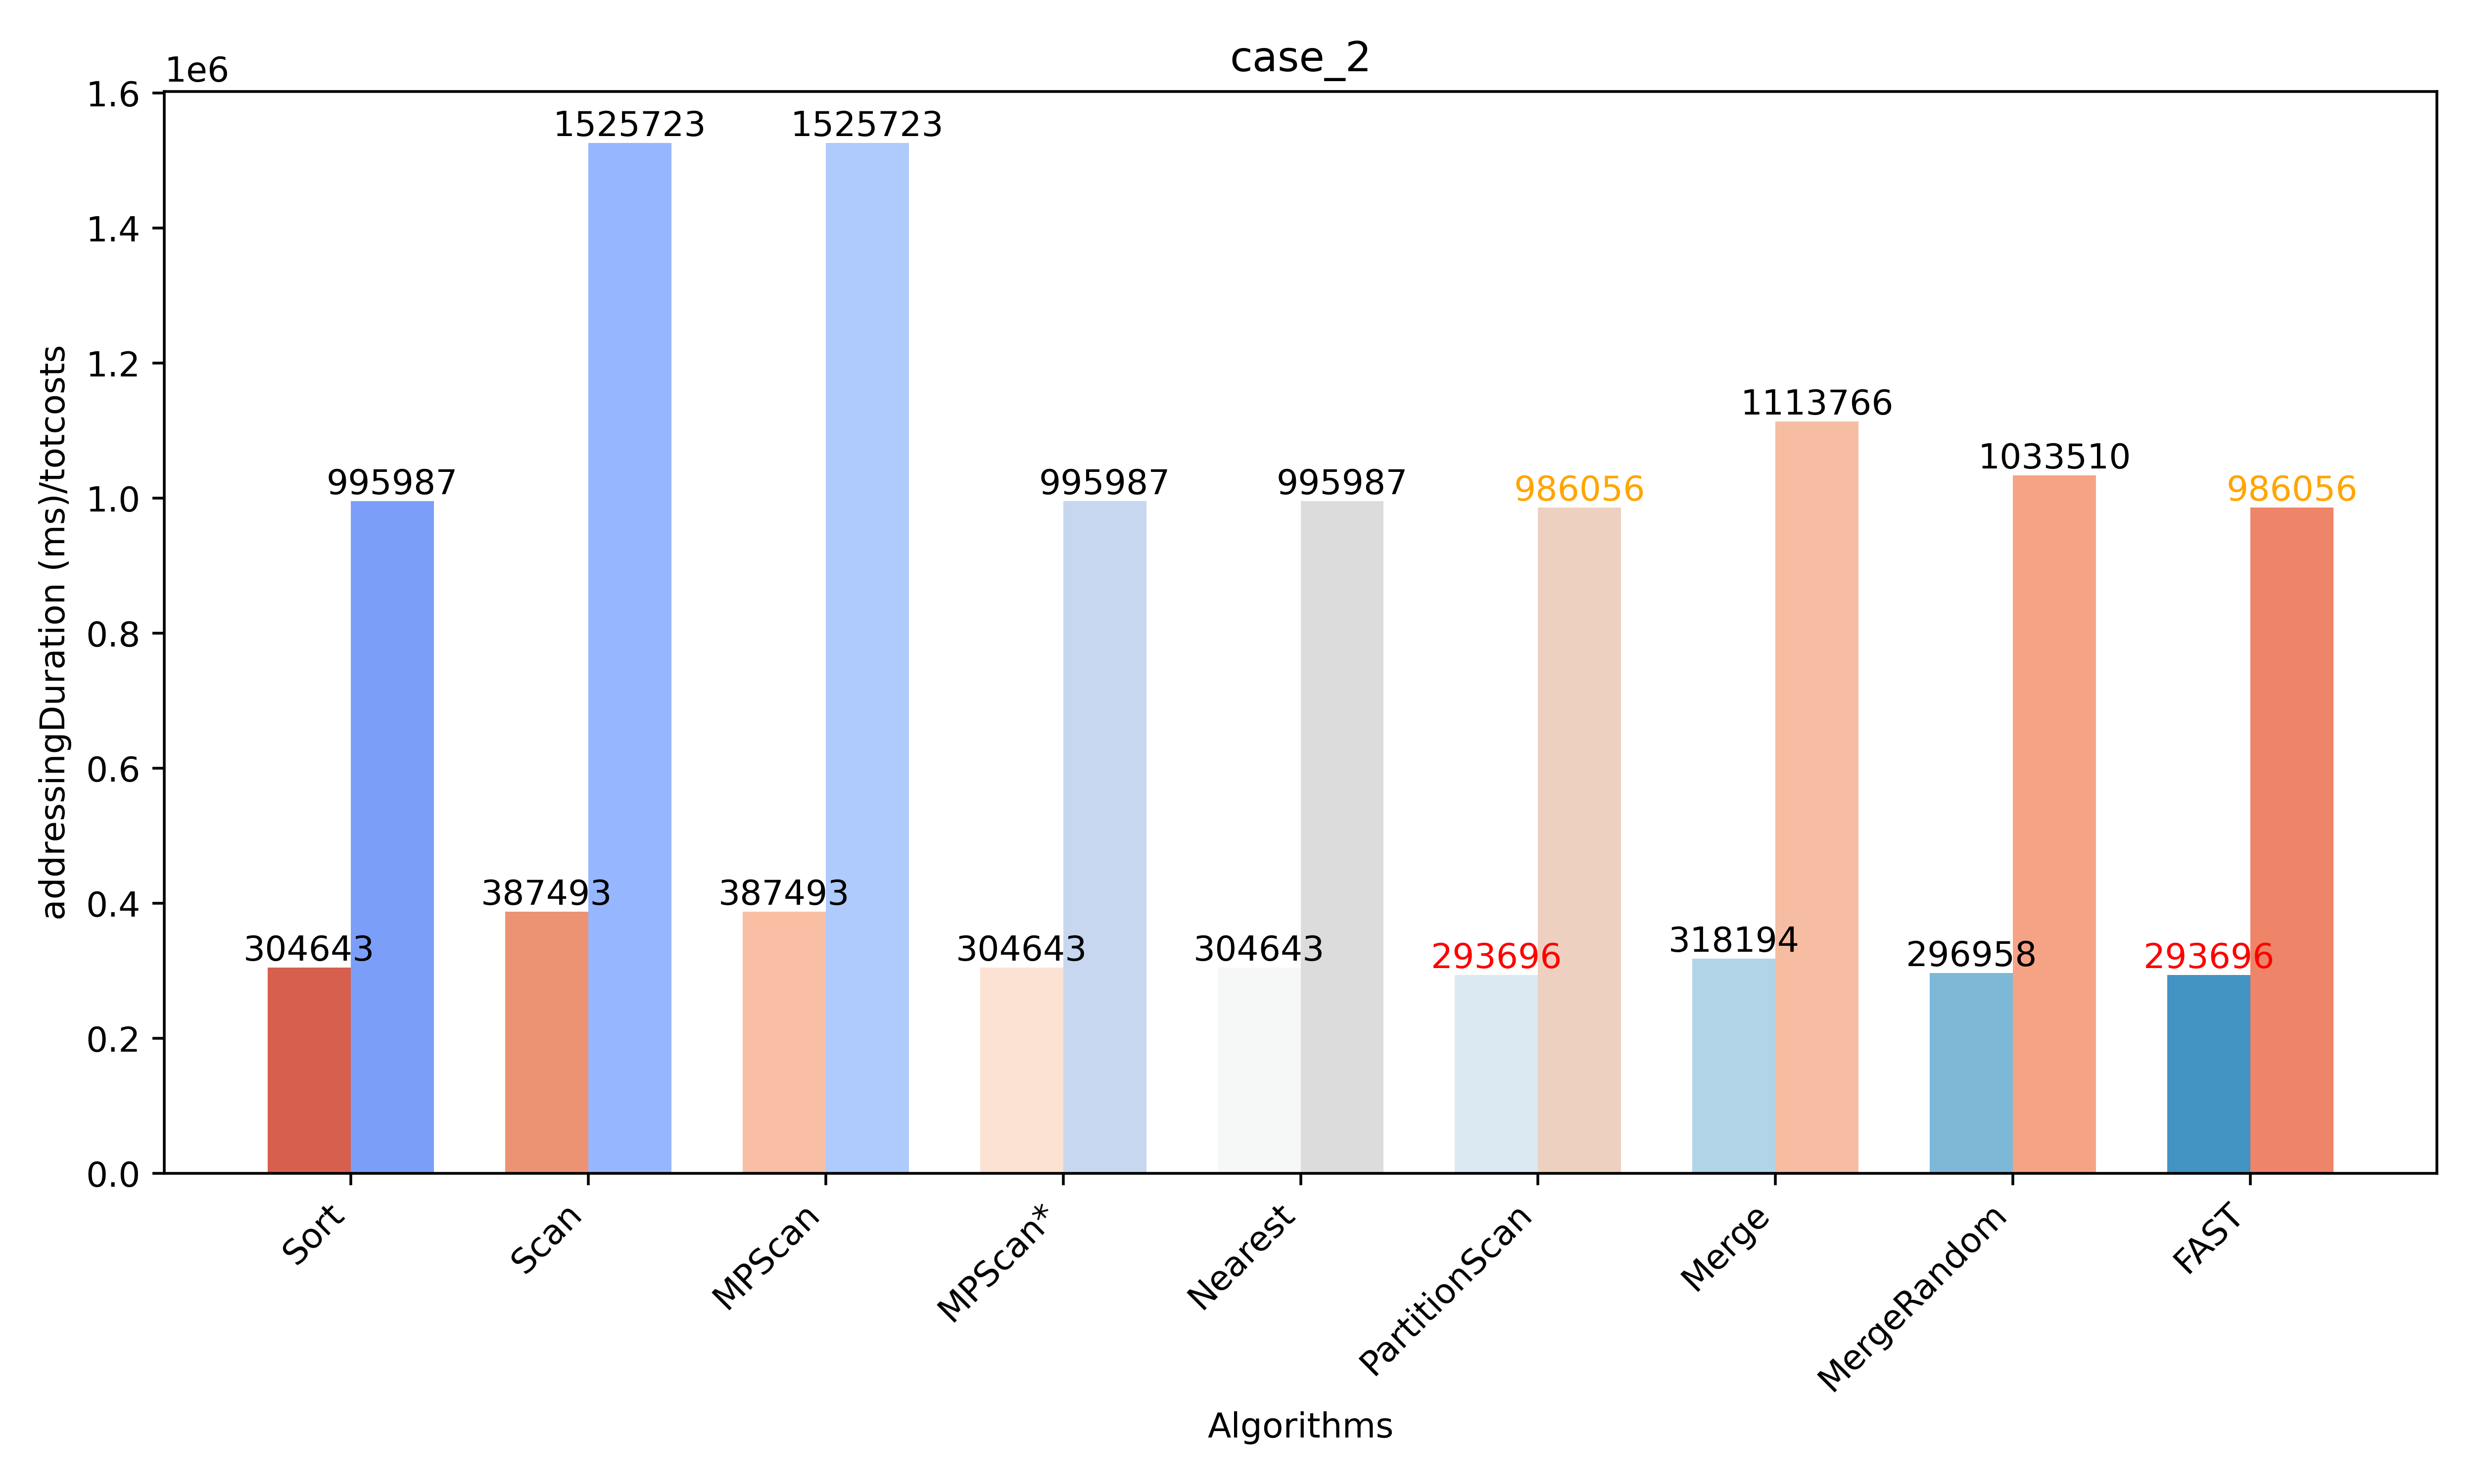 case_2
1e6
1.6
1.4
1.2
1.0
0.8
0.6
0.4
0.2
0.0
addressingDuration (ms)/totcosts
304643
995987
387493
1525723
387493
1525723
304643
995987
304643
995987
293696
986056
318194
1113766
296958
1033510
293696
986056
Sort
Scan
MPScan
MPScan*
Nearest
PartitionScan
Merge
MergeRandom
FAST
Algorithms